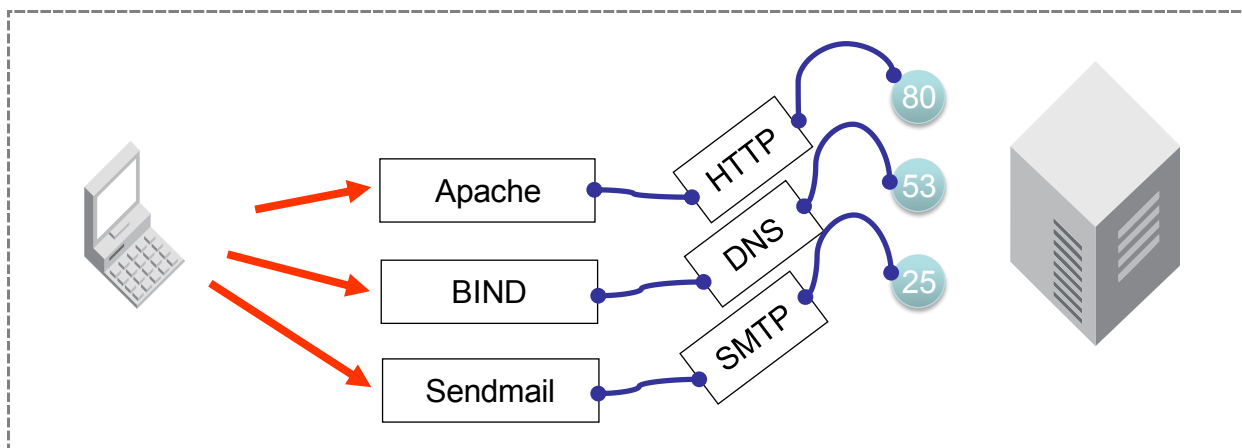 Apache
HTTP
80
BIND
DNS
53
Sendmail
SMTP
25